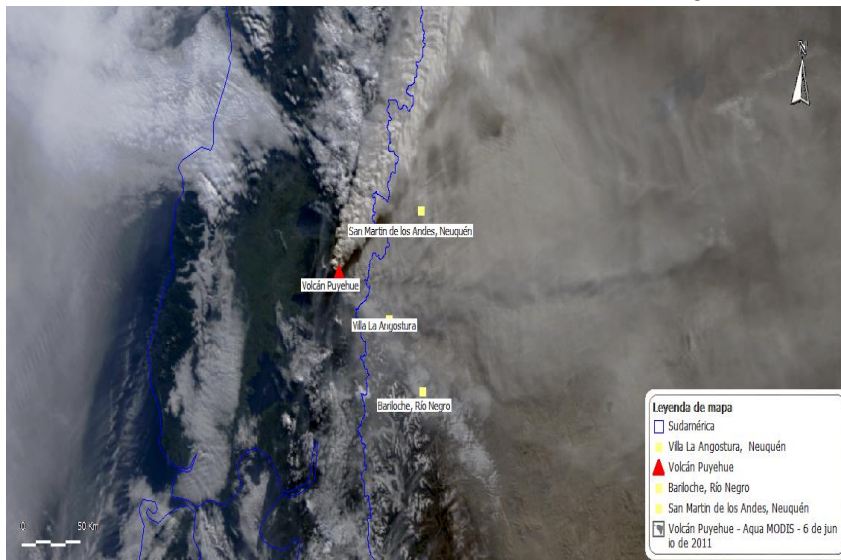 N
San Martin de los Andes, Neuquén
Volcán Puyehue
Villa La Angostura
Bariloche, Río Negro
0 50 Km
Leyenda de mapa
Sudamérica
Villa La Angostura, Neuquén
Volcán Puyehue
Bariloche, Río Negro
San Martin de los Andes, Neuquén
Volcán Puyehue - Aqua MODIS - 6 de jun
io de 2011